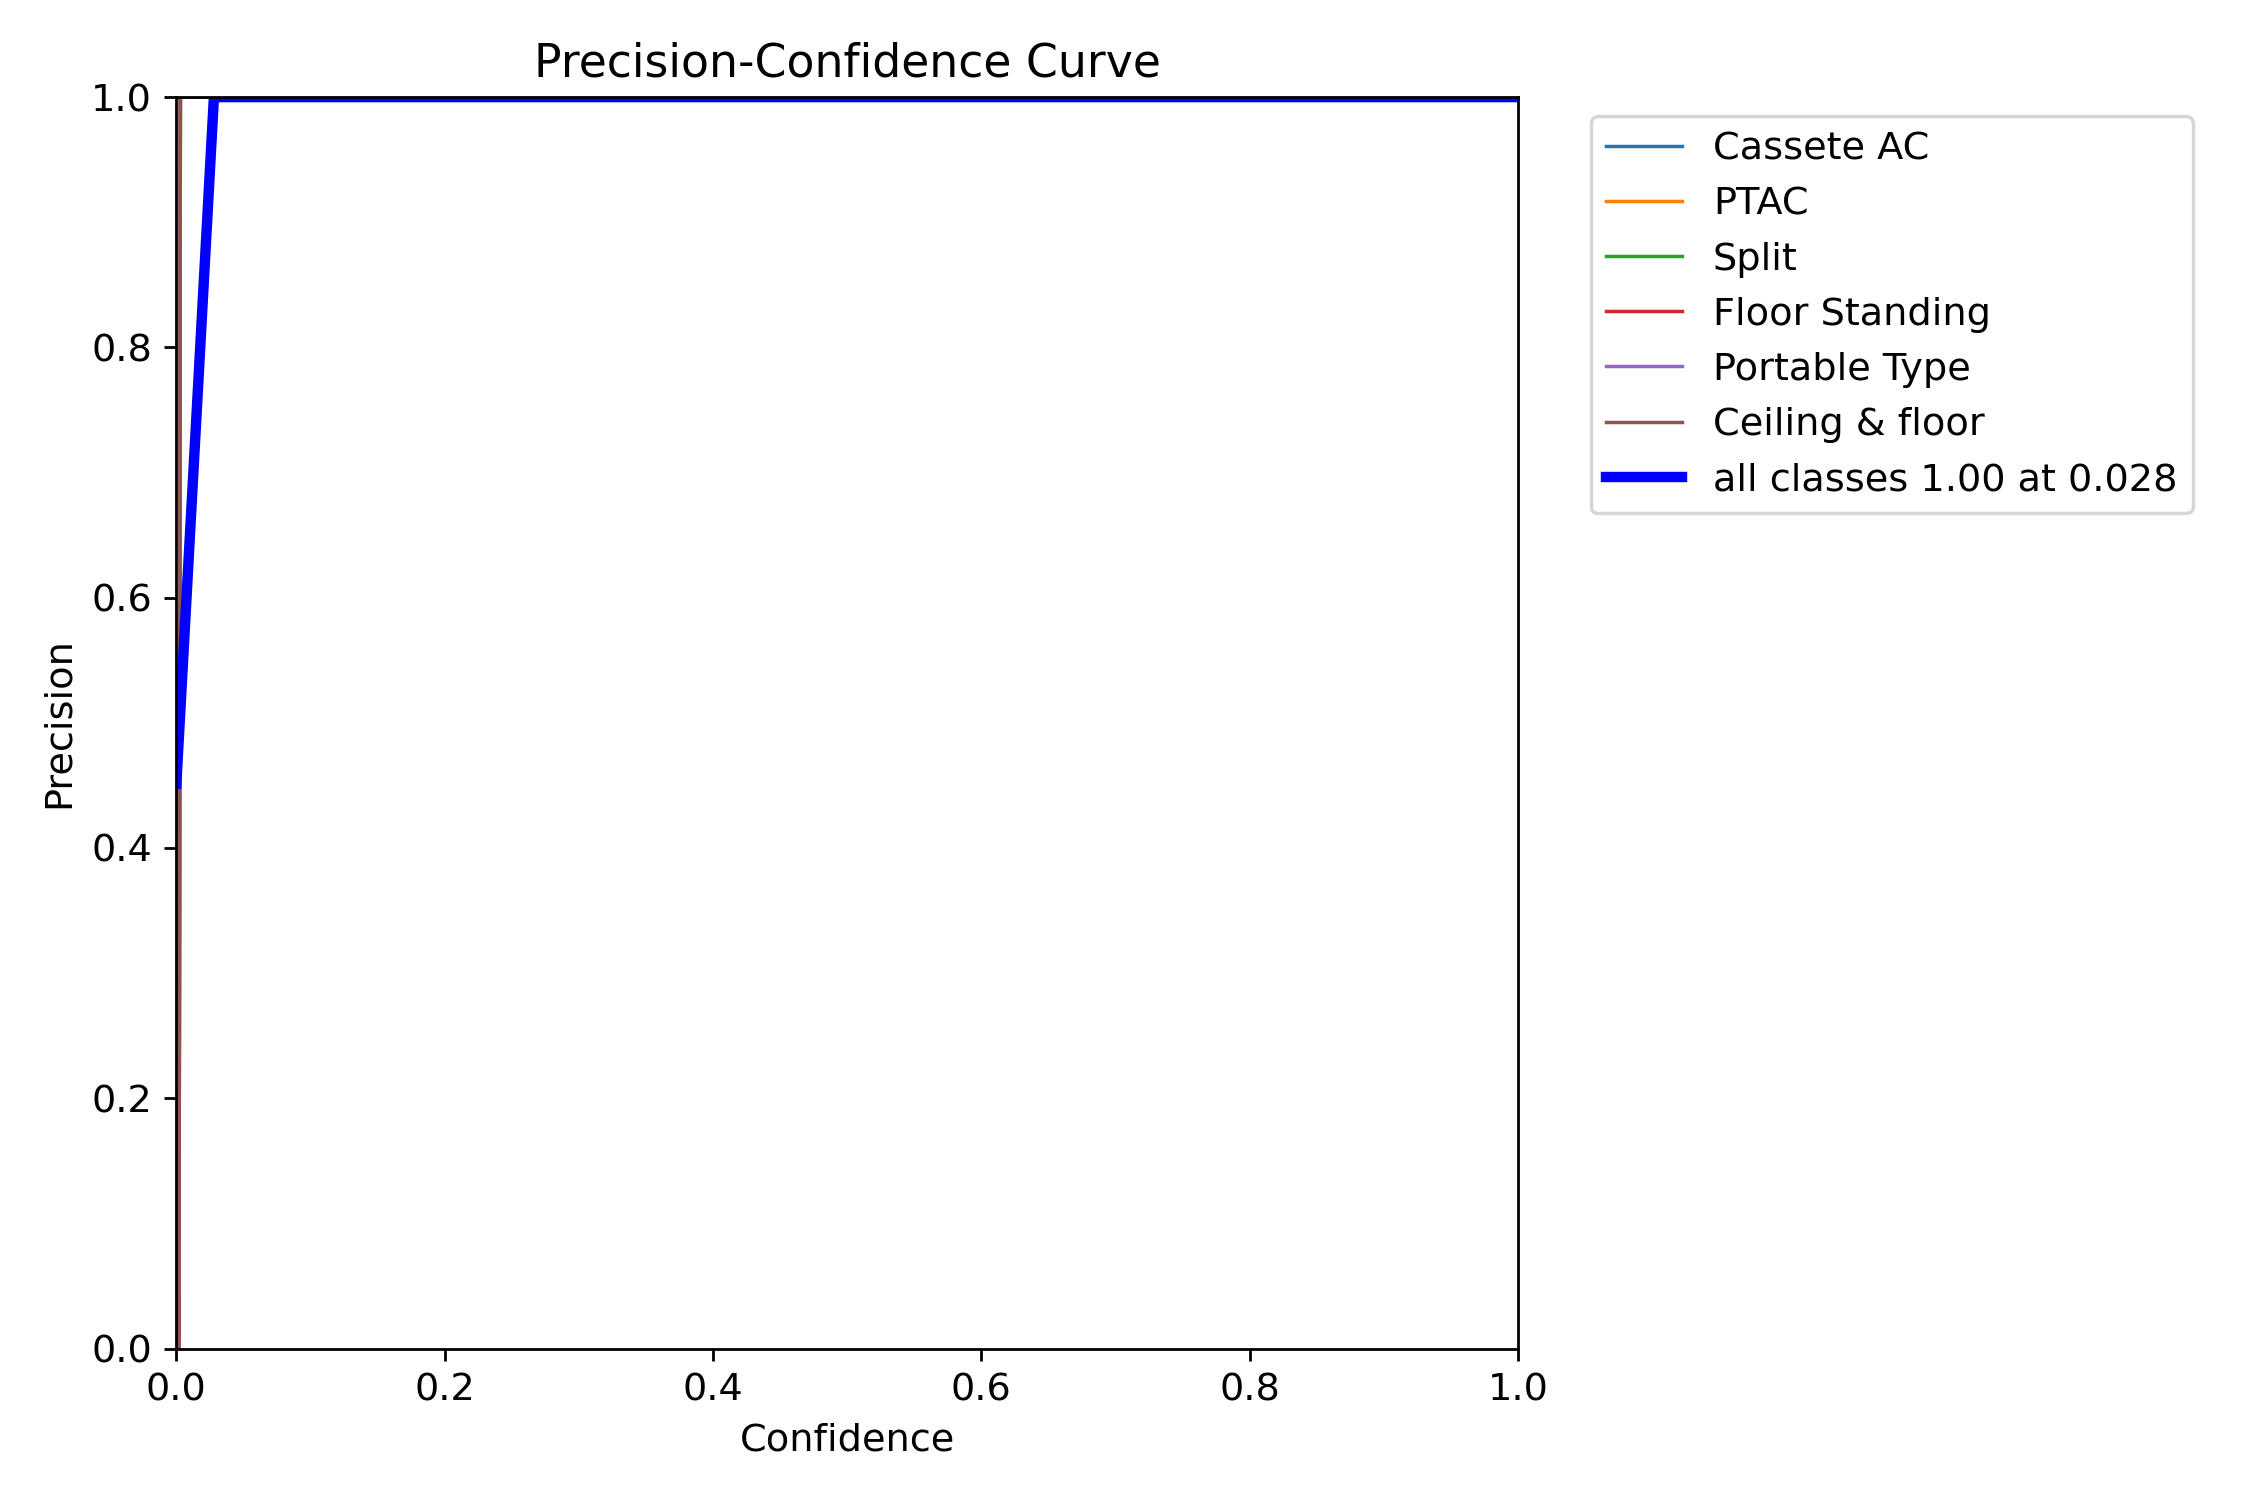 Precision-Confidence Curve
1.0
0.8
0.6
0.4
0.2
0.0
Precision
0.0 0.2 0.4 0.6 0.8 1.0
Confidence
Cassete AC
PTAC
Split
Floor Standing
Portable Type
Ceiling & floor
all classes 1.00 at 0.028